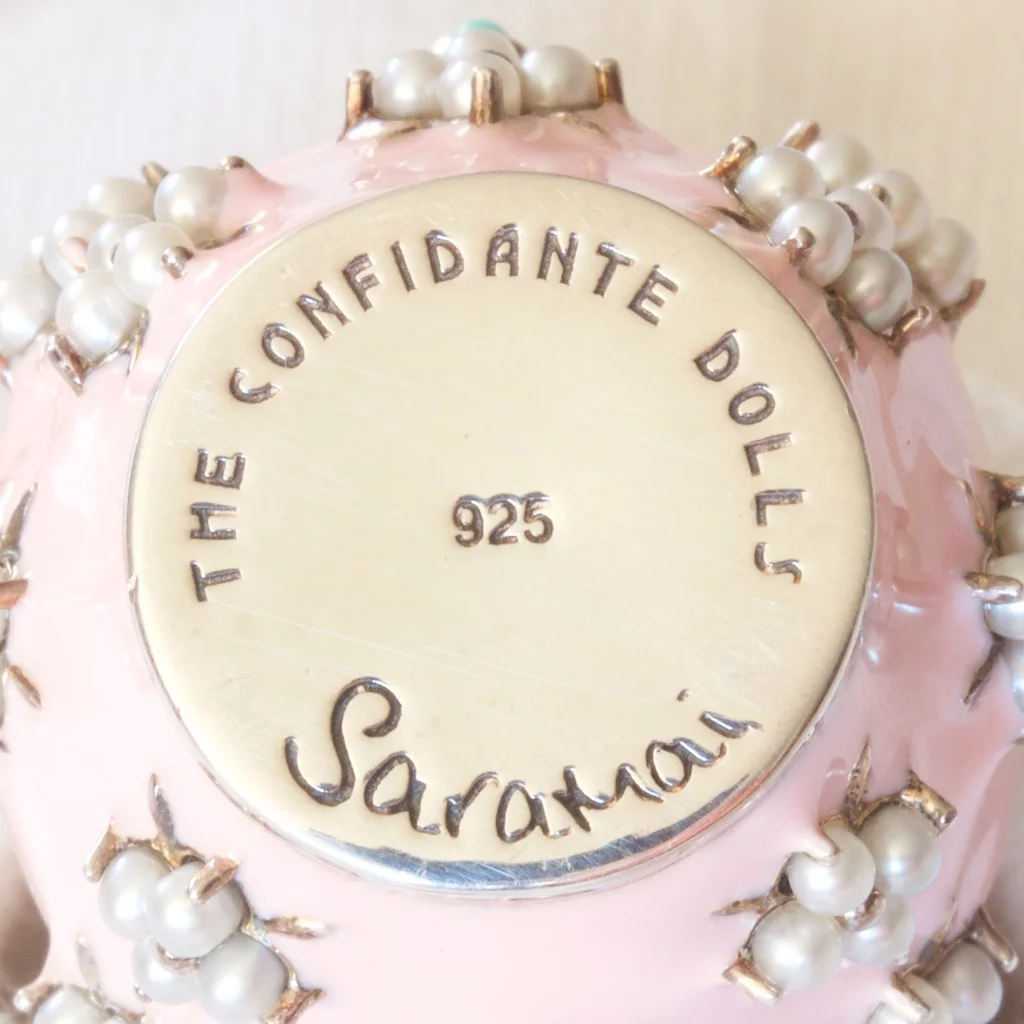 THE CONFIDANTE DOLLS
925
Saramai